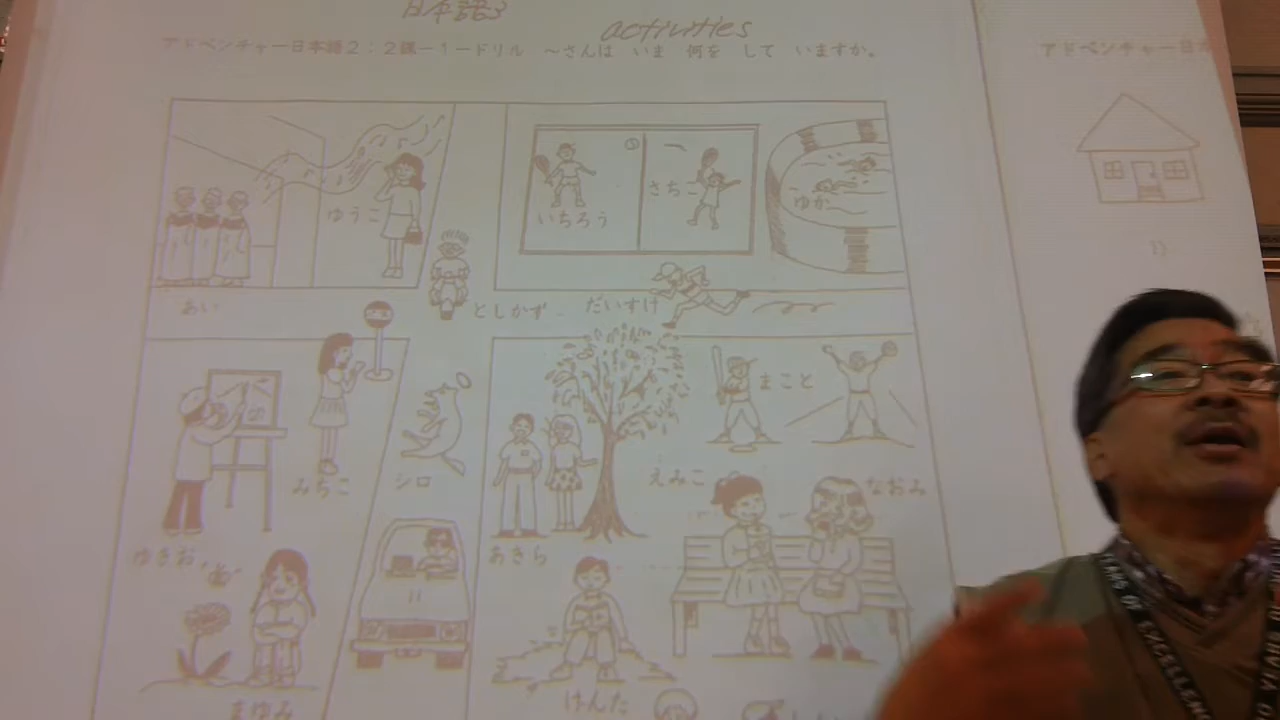 日本語3
activities
アドベンチャー日本語2：2課－1－ドリル ～さんは いま 何を して いますか。
アドベンチャー日本
ゆうこ
いちろう
さちこ
ゆか
あい
としかず
だいすけ
まこと
みちこ
シロ
えみこ
なおみ
ゆきお
あきら
けんた
まゆみ
OF EXCELLENCE
YEARS